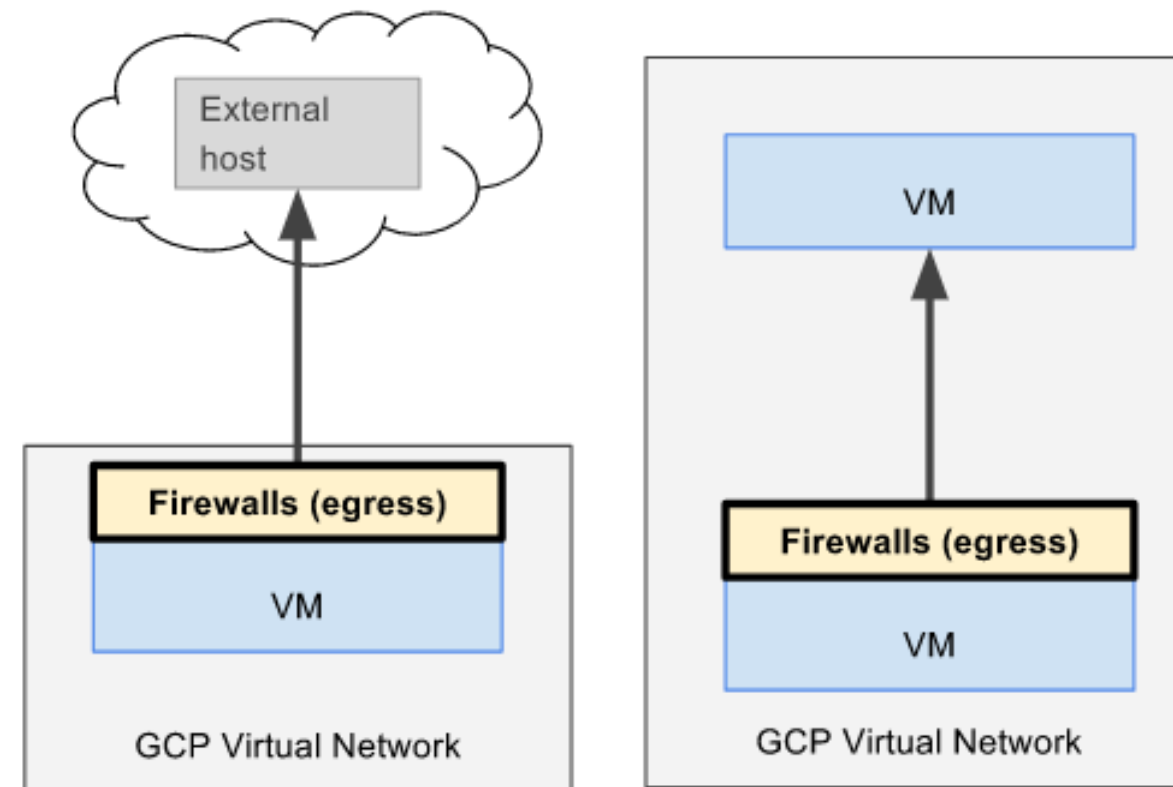 External
host
Firewalls (egress)
VM
GCP Virtual Network
VM
Firewalls (egress)
VM
GCP Virtual Network